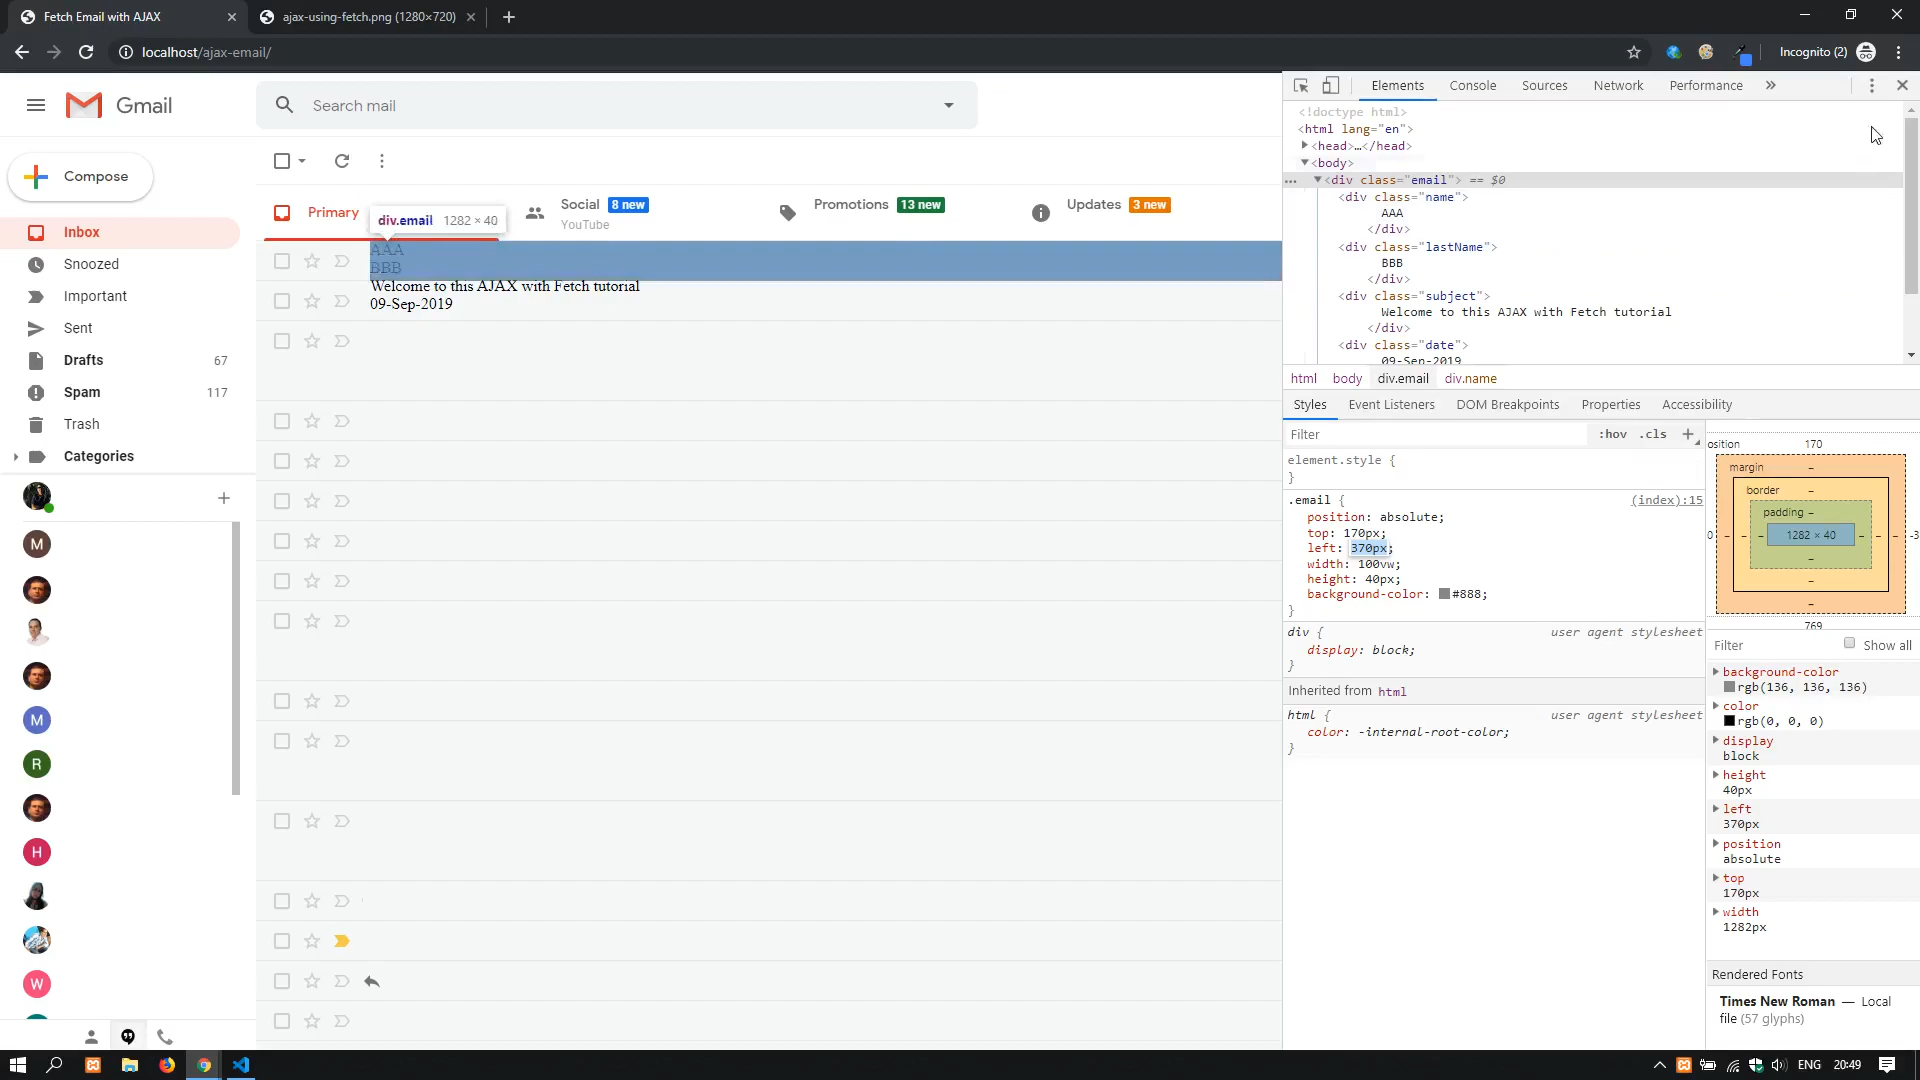 Fetch Email with AJAX
ajax-using-fetch.png (1280×720)
localhost/ajax-email/
Incognito (2)
Gmail
Search mail
Compose
Inbox
Snoozed
Important
Sent
Drafts 67
Spam 117
Trash
Categories
M
M
R
H
W
Primary
div.email 1282 × 40
Social 8 new
YouTube
Promotions 13 new
Updates 3 new
AAA
BBB
Welcome to this AJAX with Fetch tutorial
09-Sep-2019
Elements Console Sources Network Performance »
<!doctype html>
<html lang="en">
<head>…</head>
<body>
… <div class="email"> == $0
<div class="name">
AAA
</div>
<div class="lastName">
BBB
</div>
<div class="subject">
Welcome to this AJAX with Fetch tutorial
</div>
<div class="date">
09-Sep-2019
html body div.email div.name
Styles Event Listeners DOM Breakpoints Properties Accessibility
Filter :hov .cls +
element.style {
}
.email { (index):15
position: absolute;
top: 170px;
left: 370px;
width: 100vw;
height: 40px;
background-color: #888;
}
div { user agent stylesheet
display: block;
}
Inherited from html
html { user agent stylesheet
color: -internal-root-color;
}
osition 170
margin –
border –
padding –
0 – – – 1282 × 40 – – – -3
–
–
–
769
Filter Show all
background-color
rgb(136, 136, 136)
color
rgb(0, 0, 0)
display
block
height
40px
left
370px
position
absolute
top
170px
width
1282px
Rendered Fonts
Times New Roman — Local
file (57 glyphs)
ENG 20:49